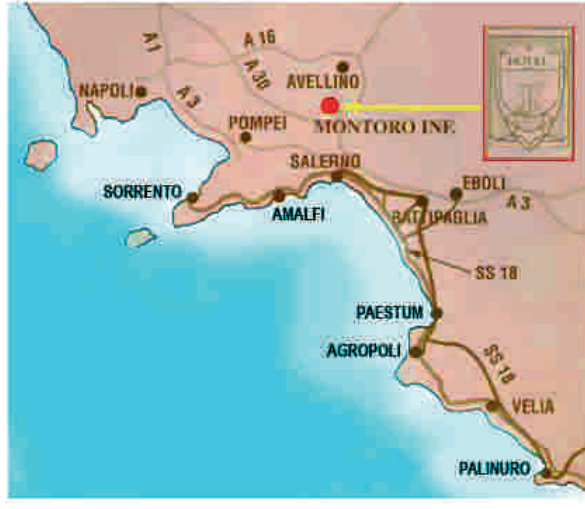 A 1
A 16
A 30
AVELLINO
NAPOLI
A 3
POMPEI
MONTORO INF
SALERNO
SORRENTO
AMALFI
EBOLI
BATTIPAGLIA
A 3
SS 18
PAESTUM
AGROPOLI
SS 18
VELIA
PALINURO